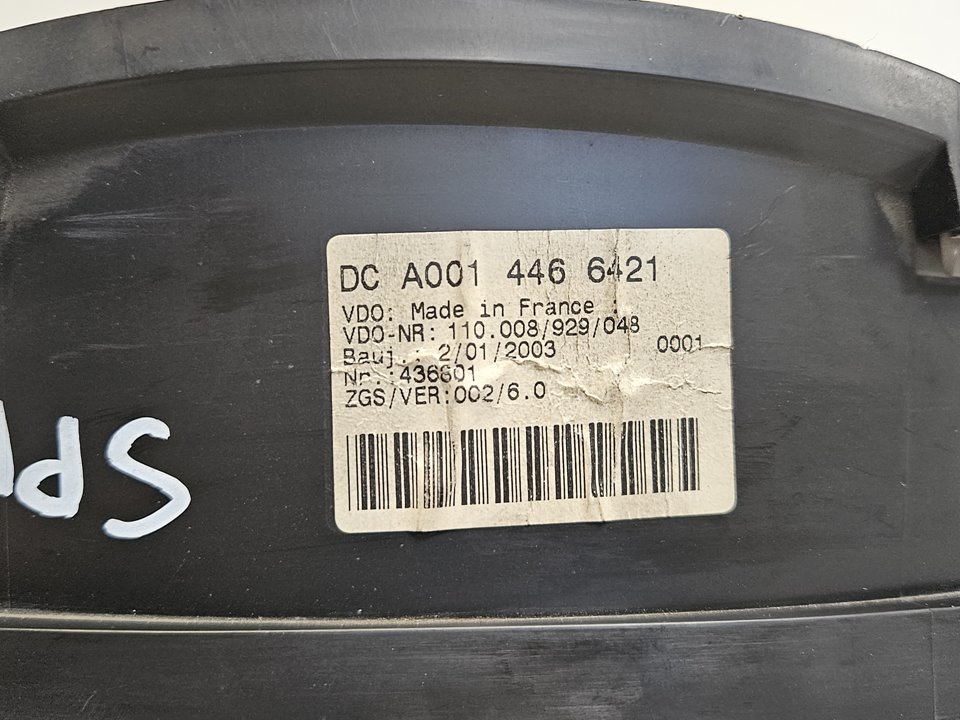 DC A001 446 6421
VDO: Made in France :
VDO-NR: 110.008/929/048
Bauj.: 2/01/2003 0001
Nr.:436801
ZGS/VER:002/6.0